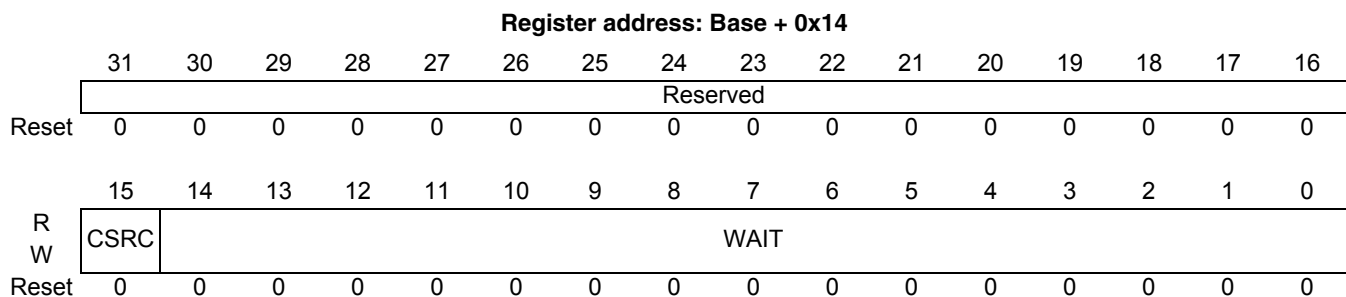 Register address: Base + 0x14
31 30 29 28 27 26 25 24 23 22 21 20 19 18 17 16
Reserved
Reset 0 0 0 0 0 0 0 0 0 0 0 0 0 0 0 0
15 14 13 12 11 10 9 8 7 6 5 4 3 2 1 0
R
CSRC WAIT
W
Reset 0 0 0 0 0 0 0 0 0 0 0 0 0 0 0 0